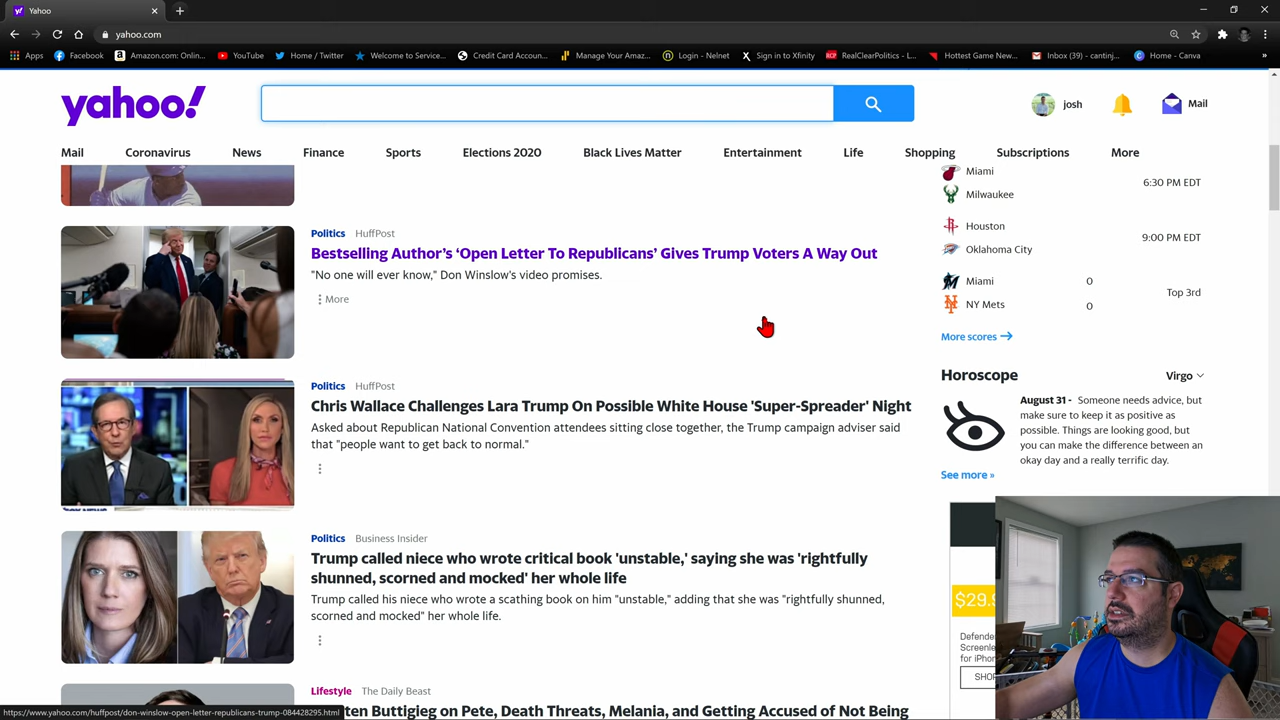 Yahoo
yahoo.com
Apps
Facebook
Amazon.com: Onlin...
YouTube
Home / Twitter
Welcome to Service...
Credit Card Accoun...
Manage Your Amaz...
Login - Nelnet
Sign in to Xfinity
RealClearPolitics - L...
Hottest Game New...
Inbox (39) - cantinj...
Home - Canva
»
yahoo!
josh
Mail
Mail
Coronavirus
News
Finance
Sports
Elections 2020
Black Lives Matter
Entertainment
Life
Shopping
Subscriptions
More
Politics HuffPost
Bestselling Author's 'Open Letter To Republicans' Gives Trump Voters A Way Out
"No one will ever know," Don Winslow's video promises.
More
Politics HuffPost
Chris Wallace Challenges Lara Trump On Possible White House 'Super-Spreader' Night
Asked about Republican National Convention attendees sitting close together, the Trump campaign adviser said
that "people want to get back to normal."
Politics Business Insider
Trump called niece who wrote critical book 'unstable,' saying she was 'rightfully
shunned, scorned and mocked' her whole life
Trump called his niece who wrote a scathing book on him "unstable," adding that she was "rightfully shunned,
scorned and mocked" her whole life.
Lifestyle The Daily Beast
ten Buttigieg on Pete, Death Threats, Melania, and Getting Accused of Not Being
https://www.yahoo.com/huffpost/don-winslow-open-letter-republicans-trump-084428295.html
Miami
6:30 PM EDT
Milwaukee
Houston
9:00 PM EDT
Oklahoma City
Miami 0
Top 3rd
NY Mets 0
More scores
Horoscope
Virgo
August 31 - Someone needs advice, but
make sure to keep it as positive as
possible. Things are looking good, but
you can make the difference between an
okay day and a really terrific day.
See more »
$29.9
Defende
Screenle
for iPhon
SHO